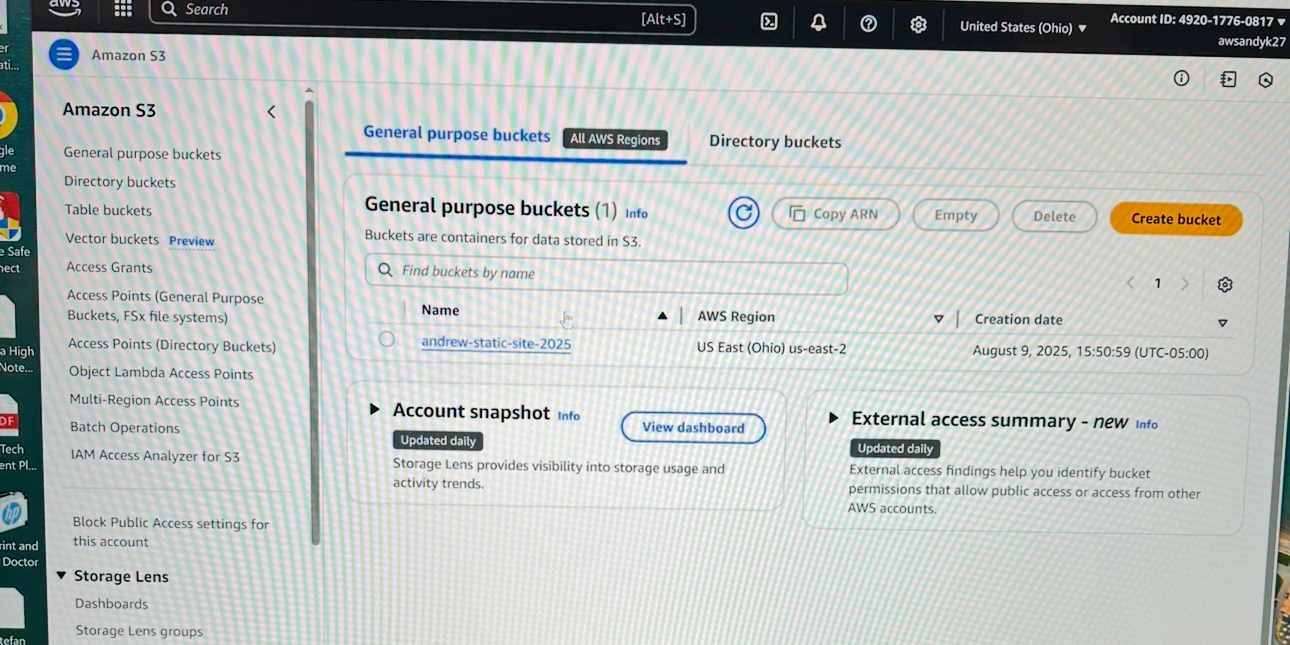 aws
Search
[Alt+S]
United States (Ohio)
Account ID: 4920-1776-0817
awsandyk27
Amazon S3
Amazon S3
General purpose buckets
Directory buckets
Table buckets
Vector buckets Preview
Access Grants
Access Points (General Purpose
Buckets, FSx file systems)
Access Points (Directory Buckets)
Object Lambda Access Points
Multi-Region Access Points
Batch Operations
IAM Access Analyzer for S3
Block Public Access settings for
this account
Storage Lens
Dashboards
Storage Lens groups
General purpose buckets All AWS Regions
Directory buckets
General purpose buckets (1) Info
Buckets are containers for data stored in S3.
Copy ARN
Empty
Delete
Create bucket
Find buckets by name
1
Name
AWS Region
Creation date
andrew-static-site-2025
US East (Ohio) us-east-2
August 9, 2025, 15:50:59 (UTC-05:00)
Account snapshot Info
Updated daily
View dashboard
Storage Lens provides visibility into storage usage and
activity trends.
External access summary - new Info
Updated daily
External access findings help you identify bucket
permissions that allow public access or access from other
AWS accounts.
er
ati...
gle
me
e Safe
nect
a High
Note...
DF
Tech
ent Pl...
hp
rint and
Doctor
tefan